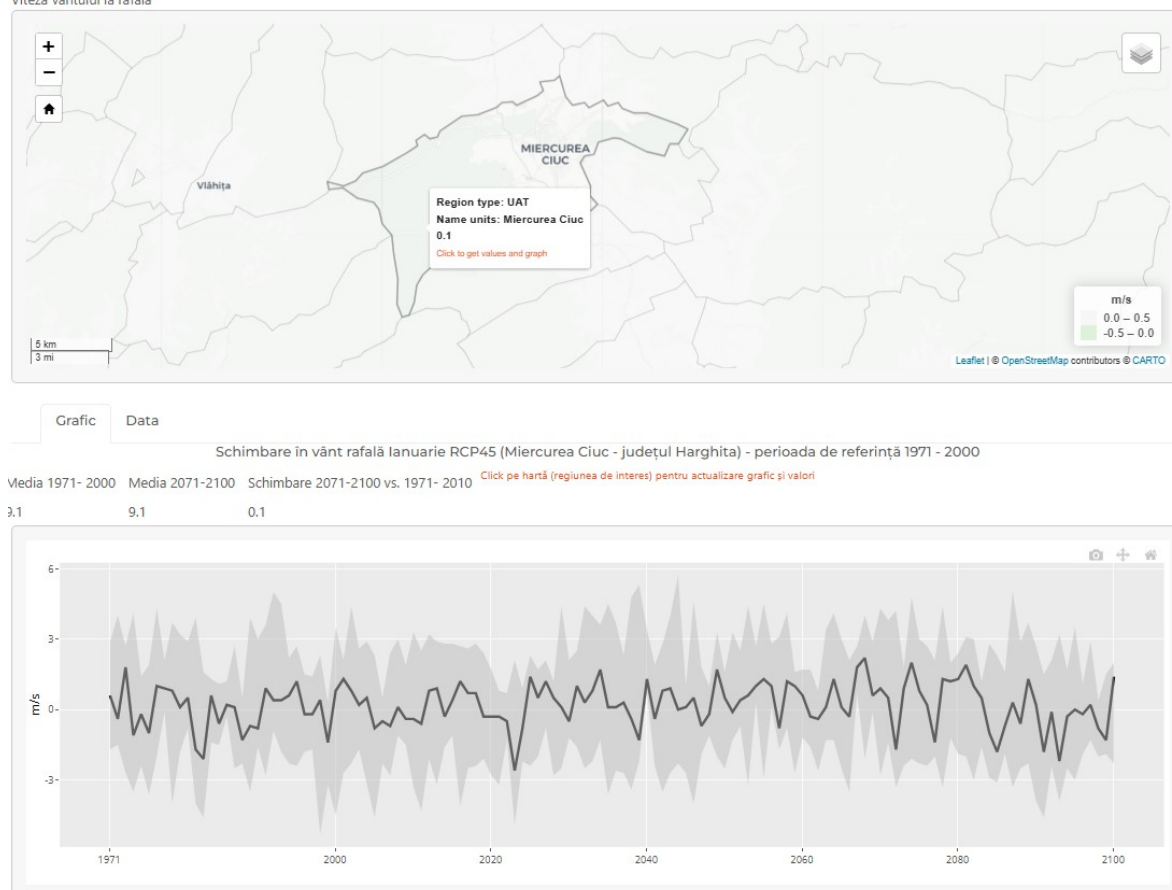 Viteza vântului la rafală
+
−
MIERCUREA
CIUC
Vlăhița
Region type: UAT
Name units: Miercurea Ciuc
0.1
Click to get values and graph
m/s
0.0 – 0.5
-0.5 – 0.0
5 km
3 mi
Leaflet | © OpenStreetMap contributors © CARTO
Grafic Data
Schimbare în vânt rafală Ianuarie RCP45 (Miercurea Ciuc - județul Harghita) - perioada de referință 1971 - 2000
Media 1971- 2000 Media 2071-2100 Schimbare 2071-2100 vs. 1971- 2010 Click pe hartă (regiunea de interes) pentru actualizare grafic și valori
9.1 9.1 0.1
6
3
0
-3
m/s
1971 2000 2020 2040 2060 2080 2100